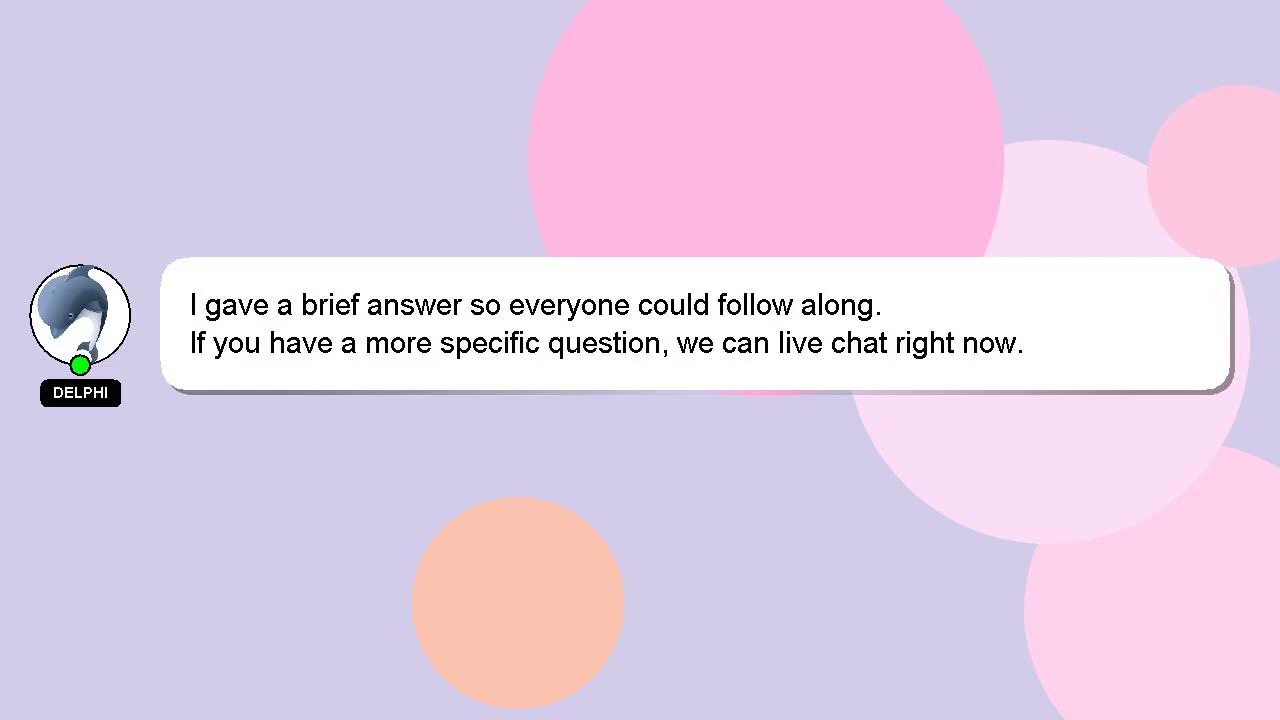 I gave a brief answer so everyone could follow along.
If you have a more specific question, we can live chat right now.
DELPHI